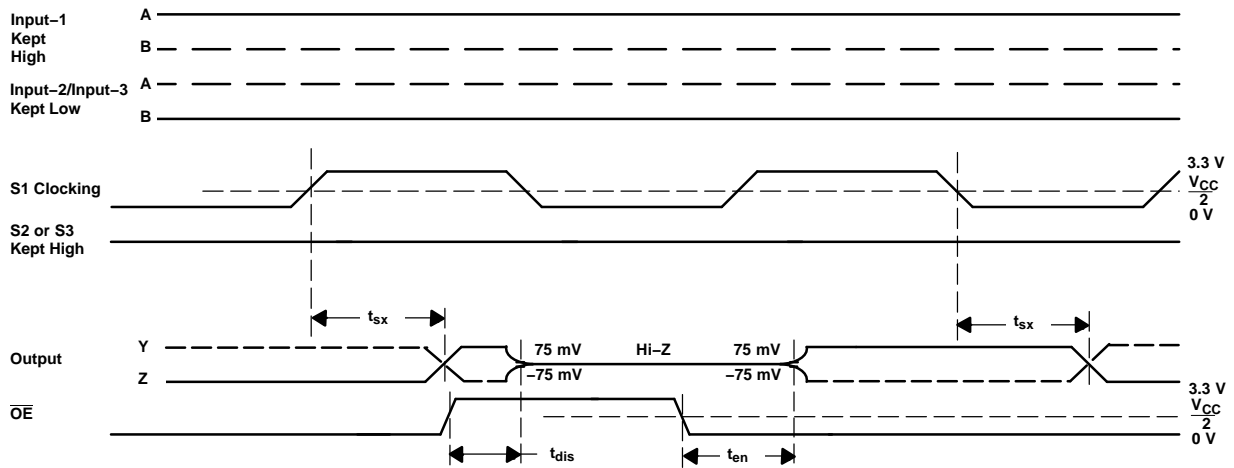 Input–1
Kept
High
A
B
Input–2/Input–3
Kept Low
A
B
S1 Clocking
3.3 V
VCC
2
0 V
S2 or S3
Kept High
tsx
tsx
Output
Y
Z
75 mV
–75 mV
Hi–Z
75 mV
–75 mV
OE
3.3 V
VCC
2
0 V
tdis
ten